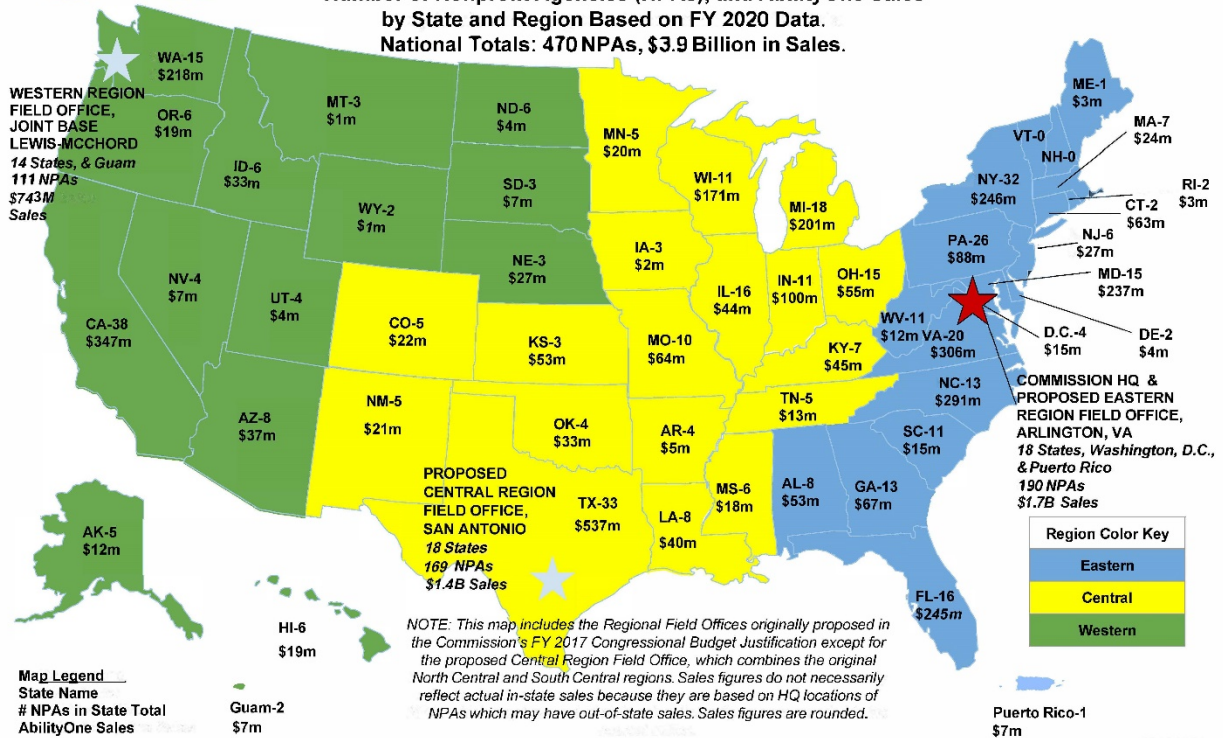 by State and Region Based on FY 2020 Data.
National Totals: 470 NPAs, $3.9 Billion in Sales.
WA-15
$218m
WESTERN REGION
FIELD OFFICE,
JOINT BASE
LEWIS-MCCHORD
14 States, & Guam
111 NPAs
$743M
Sales
OR-6
$19m
MT-3
$1m
ID-6
$33m
WY-2
$1m
ND-6
$4m
SD-3
$7m
NE-3
$27m
NV-4
$7m
UT-4
$4m
CA-38
$347m
AZ-8
$37m
AK-5
$12m
HI-6
$19m
Guam-2
$7m
MN-5
$20m
WI-11
$171m
MI-18
$201m
IA-3
$2m
IL-16
$44m
IN-11
$100m
OH-15
$55m
CO-5
$22m
KS-3
$53m
MO-10
$64m
KY-7
$45m
NM-5
$21m
OK-4
$33m
AR-4
$5m
TN-5
$13m
MS-6
$18m
LA-8
$40m
TX-33
$537m
PROPOSED
CENTRAL REGION
FIELD OFFICE,
SAN ANTONIO
18 States
169 NPAs
$1.4B Sales
ME-1
$3m
VT-0
NH-0
MA-7
$24m
NY-32
$246m
RI-2
$3m
CT-2
$63m
NJ-6
$27m
PA-26
$88m
MD-15
$237m
DE-2
$4m
D.C.-4
$15m
WV-11
$12m
VA-20
$306m
NC-13
$291m
SC-11
$15m
AL-8
$53m
GA-13
$67m
FL-16
$245m
Puerto Rico-1
$7m
COMMISSION HQ &
PROPOSED EASTERN
REGION FIELD OFFICE,
ARLINGTON, VA
18 States, Washington, D.C.,
& Puerto Rico
190 NPAs
$1.7B Sales
Region Color Key
Eastern
Central
Western
NOTE: This map includes the Regional Field Offices originally proposed
in the Commission's FY 2017 Congressional Budget Justification except for
the proposed Central Region Field Office, which combines the original
North Central and South Central regions. Sales figures do not necessarily
reflect actual in-state sales because they are based on HQ locations of
NPAs which may have out-of-state sales. Sales figures are rounded.
Map Legend
State Name
# NPAs in State Total
AbilityOne Sales